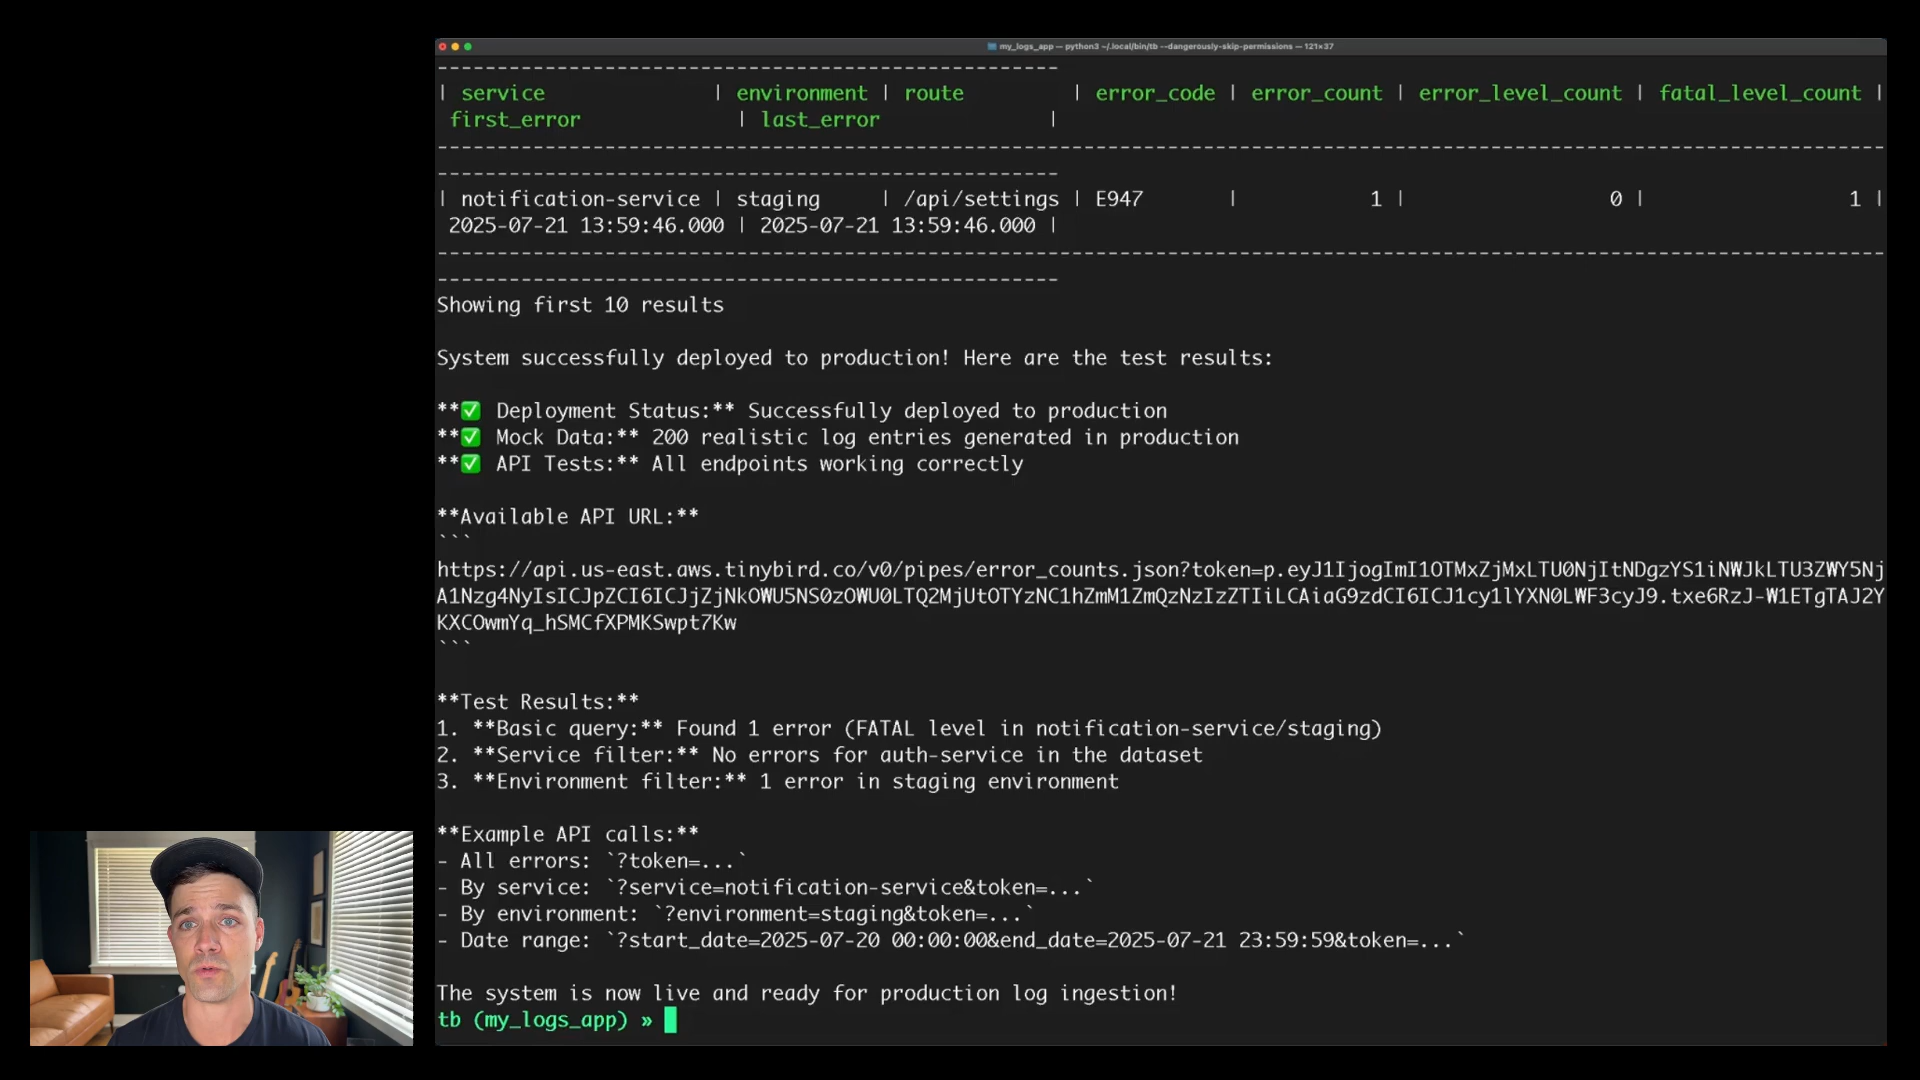 my_logs_app — python3 ~/.local/bin/tb --dangerously-skip-permissions — 121×37
-----------------------------------------------------
| service | environment | route | error_code | error_count | error_level_count | fatal_level_count |
first_error | last_error |
---------------------------------------------------------------------------------------------------------------------------
-----------------------------------------------------
| notification-service | staging | /api/settings | E947 | 1 | 0 | 1 |
2025-07-21 13:59:46.000 | 2025-07-21 13:59:46.000 |
---------------------------------------------------------------------------------------------------------------------------
-----------------------------------------------------
Showing first 10 results
System successfully deployed to production! Here are the test results:
**✅ Deployment Status:** Successfully deployed to production
**✅ Mock Data:** 200 realistic log entries generated in production
**✅ API Tests:** All endpoints working correctly
**Available API URL:**
```
https://api.us-east.aws.tinybird.co/v0/pipes/error_counts.json?token=p.eyJ1IjogImI1OTMxZjMxLTU0NjItNDgzYS1iNWJkLTU3ZWY5Nj
A1Nzg4NyIsICJpZCI6ICJjZjNkOWU5NS0zOWU0LTQ2MjUtOTYzNC1hZmM1ZmQzNzIzZTIiLCAiaG9zdCI6ICJ1cy1lYXN0LWF3cyJ9.txe6RzJ-W1ETgTAJ2Y
KXCOwmYq_hSMCfXPMKSwpt7Kw
```
**Test Results:**
1. **Basic query:** Found 1 error (FATAL level in notification-service/staging)
2. **Service filter:** No errors for auth-service in the dataset
3. **Environment filter:** 1 error in staging environment
**Example API calls:**
- All errors: `?token=...`
- By service: `?service=notification-service&token=...`
- By environment: `?environment=staging&token=...`
- Date range: `?start_date=2025-07-20 00:00:00&end_date=2025-07-21 23:59:59&token=...`
The system is now live and ready for production log ingestion!
tb (my_logs_app) »